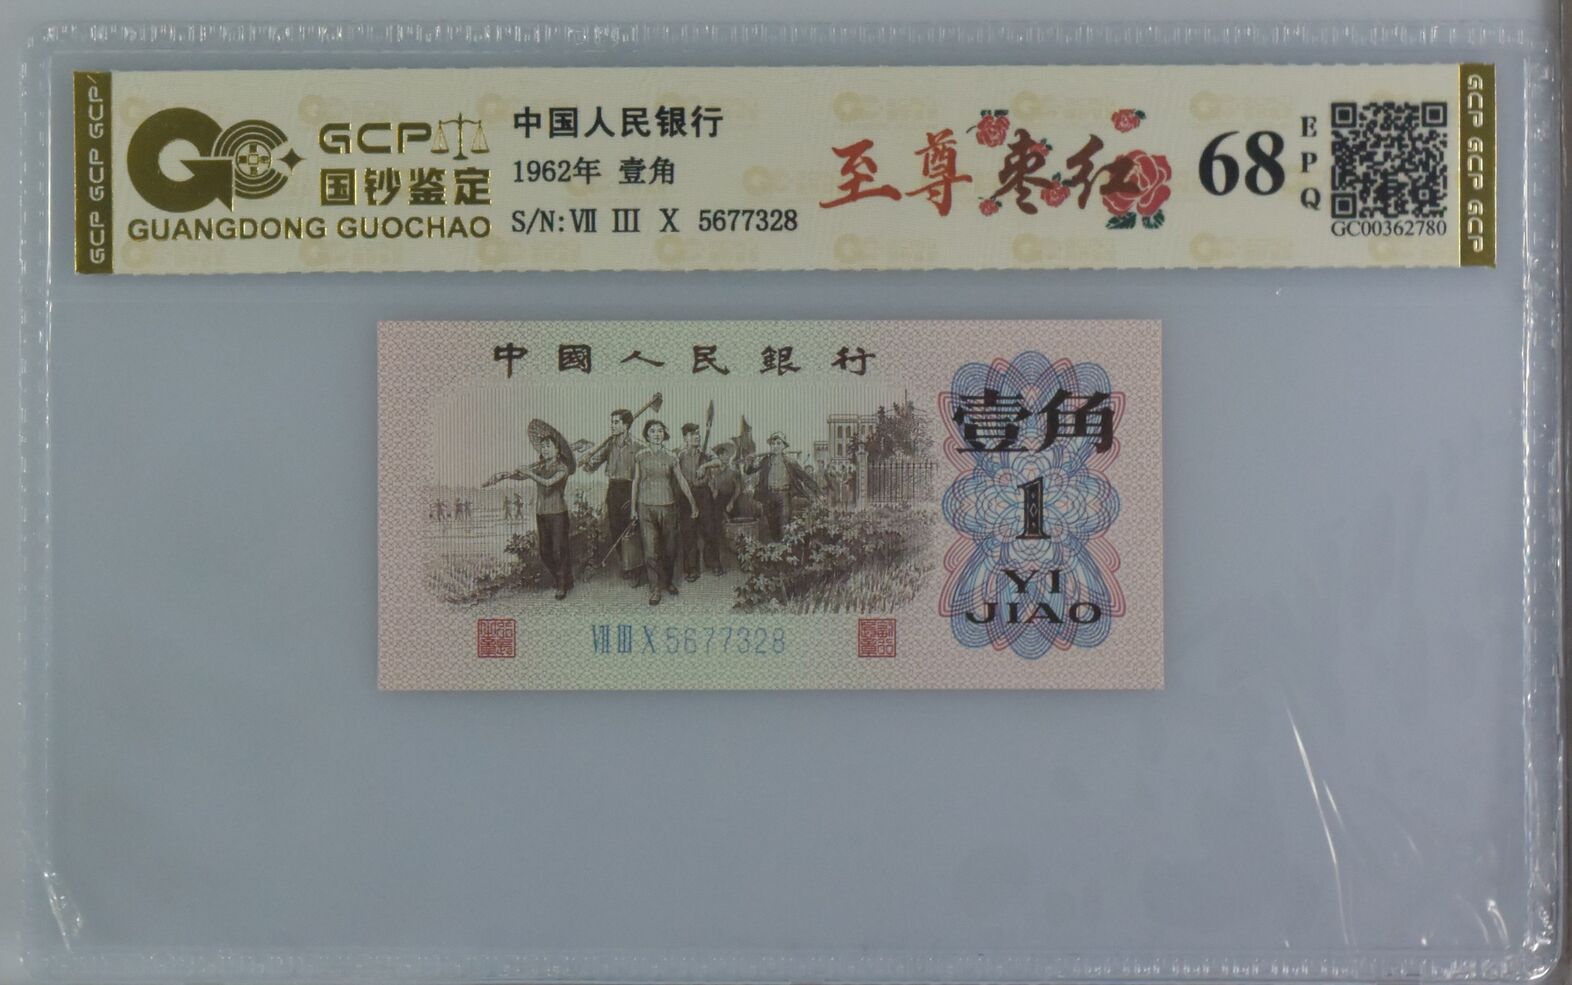 GCP GCP GCP
GCP
国钞鉴定
GUANGDONG GUOCHAO
中国人民银行
1962年 壹角
S/N: Ⅶ Ⅲ Ⅹ 5677328
至尊枣红
68
EPQ
GC00362780
GCP GCP GCP
中國人民銀行
壹角
1
YI
JIAO
Ⅶ Ⅲ Ⅹ 5677328